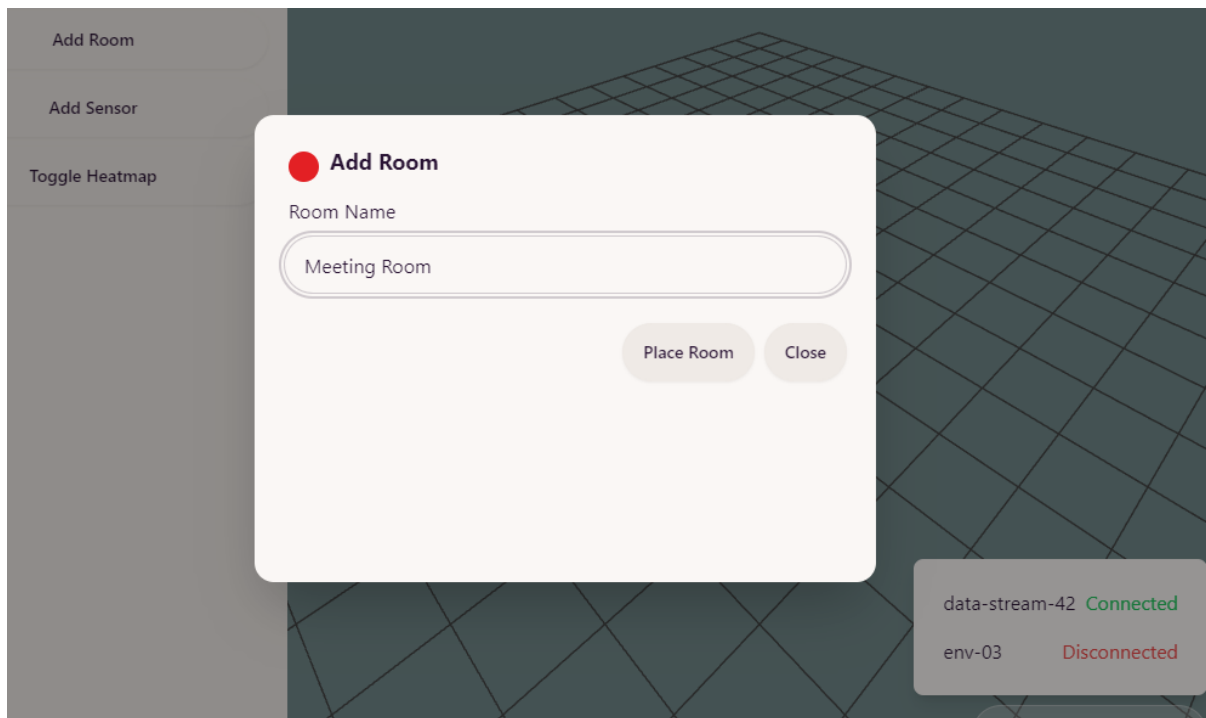 Add Room
Add Sensor
Toggle Heatmap
Add Room
Room Name
Meeting Room
Place Room Close
data-stream-42 Connected
env-03 Disconnected